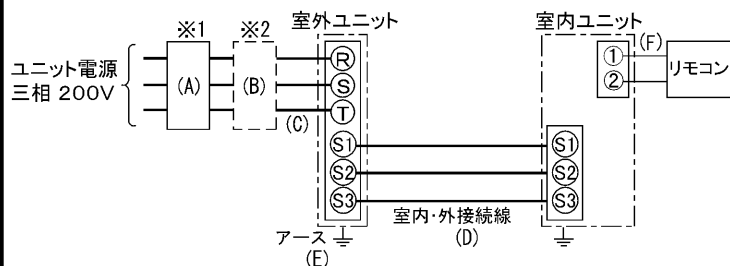 室外ユニット
室内ユニット
※1
※2
ユニット電源
三相 200V
(A)
(B)
(C)
R
S
T
S1
S2
S3
アース
(E)
室内・外接続線
(D)
S1
S2
S3
①
②
(F)
リモコン